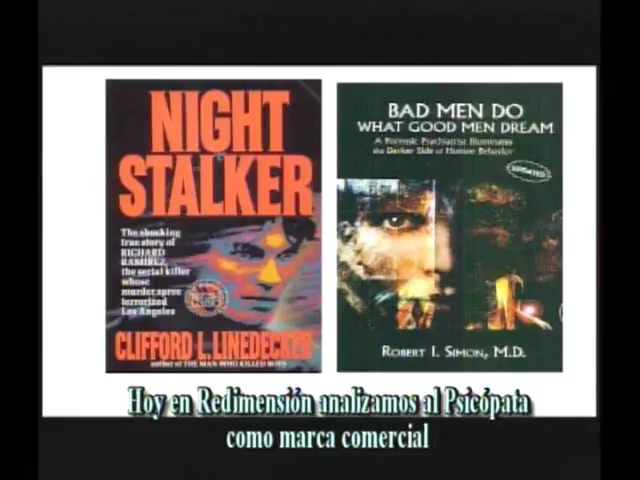 NIGHT
STALKER
The shocking
true story of
RICHARD
RAMIREZ,
the serial killer
whose
murder spree
terrorized
Los Angeles
CLIFFORD L. LINEDECKER
author of THE MAN WHO KILLED BOYS
BAD MEN DO
WHAT GOOD MEN DREAM
A Forensic Psychiatrist Illuminates
the Darker Side of Human Behavior
UPDATED
ROBERT I. SIMON, M.D.
Hoy en Redimensión analizamos al Psicópata
como marca comercial